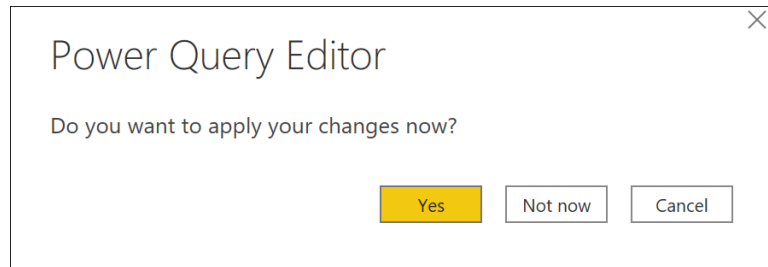 Power Query Editor
Do you want to apply your changes now?
Yes Not now Cancel